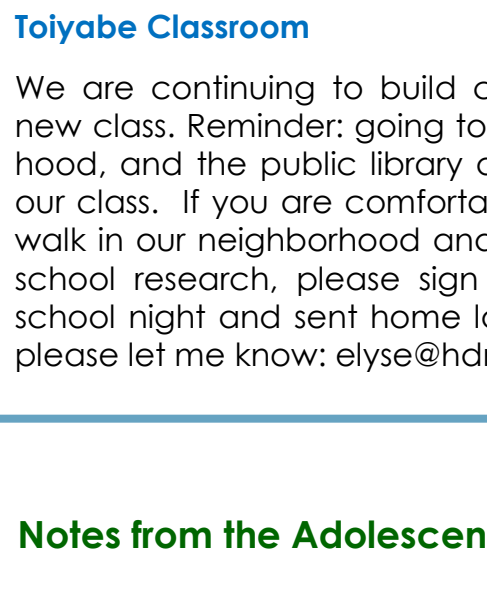 Toiyabe Classroom
We are continuing to build
new class. Reminder: going to
hood, and the public library
our class. If you are comforta
walk in our neighborhood and
school research, please sign
school night and sent home
please let me know: elyse@hd
Notes from the Adolescen